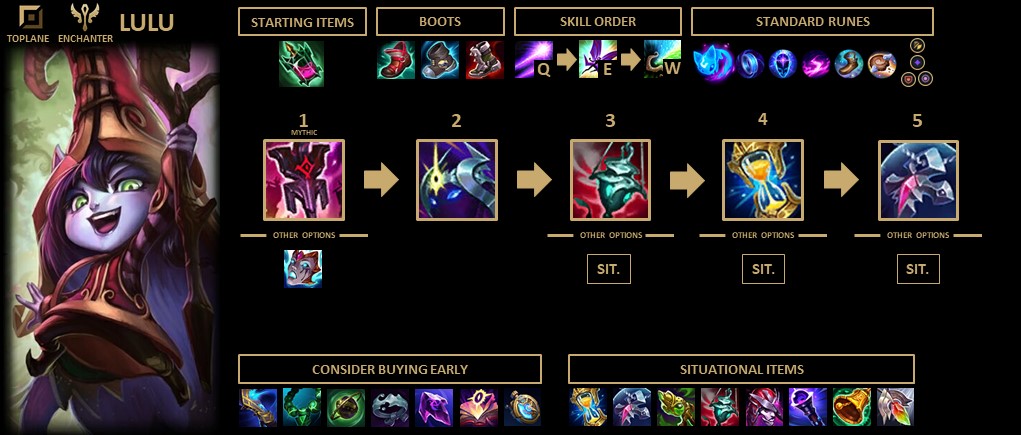 TOPLANE
ENCHANTER
LULU
STARTING ITEMS
BOOTS
SKILL ORDER
STANDARD RUNES
Q
E
W
1
MYTHIC
2
3
4
5
OTHER OPTIONS
OTHER OPTIONS
OTHER OPTIONS
OTHER OPTIONS
SIT.
SIT.
SIT.
CONSIDER BUYING EARLY
SITUATIONAL ITEMS